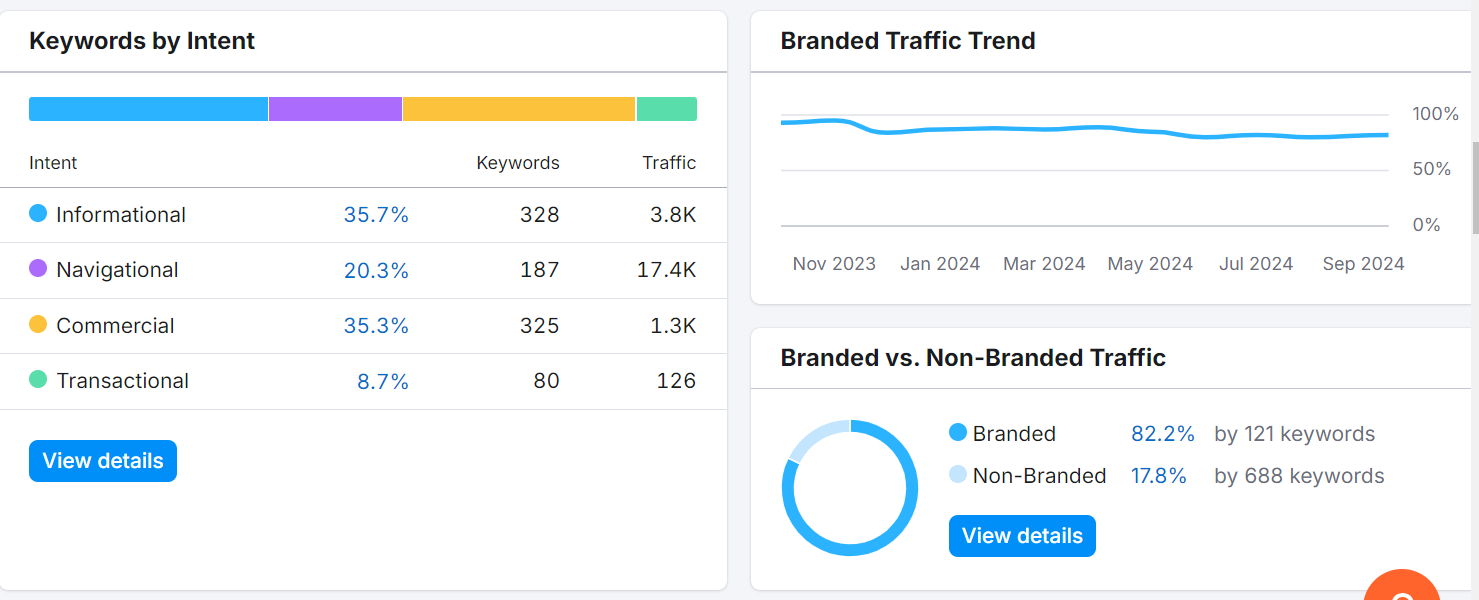 Keywords by Intent
Intent Keywords Traffic
Informational 35.7% 328 3.8K
Navigational 20.3% 187 17.4K
Commercial 35.3% 325 1.3K
Transactional 8.7% 80 126
View details
Branded Traffic Trend
100%
50%
0%
Nov 2023 Jan 2024 Mar 2024 May 2024 Jul 2024 Sep 2024
Branded vs. Non-Branded Traffic
Branded 82.2% by 121 keywords
Non-Branded 17.8% by 688 keywords
View details